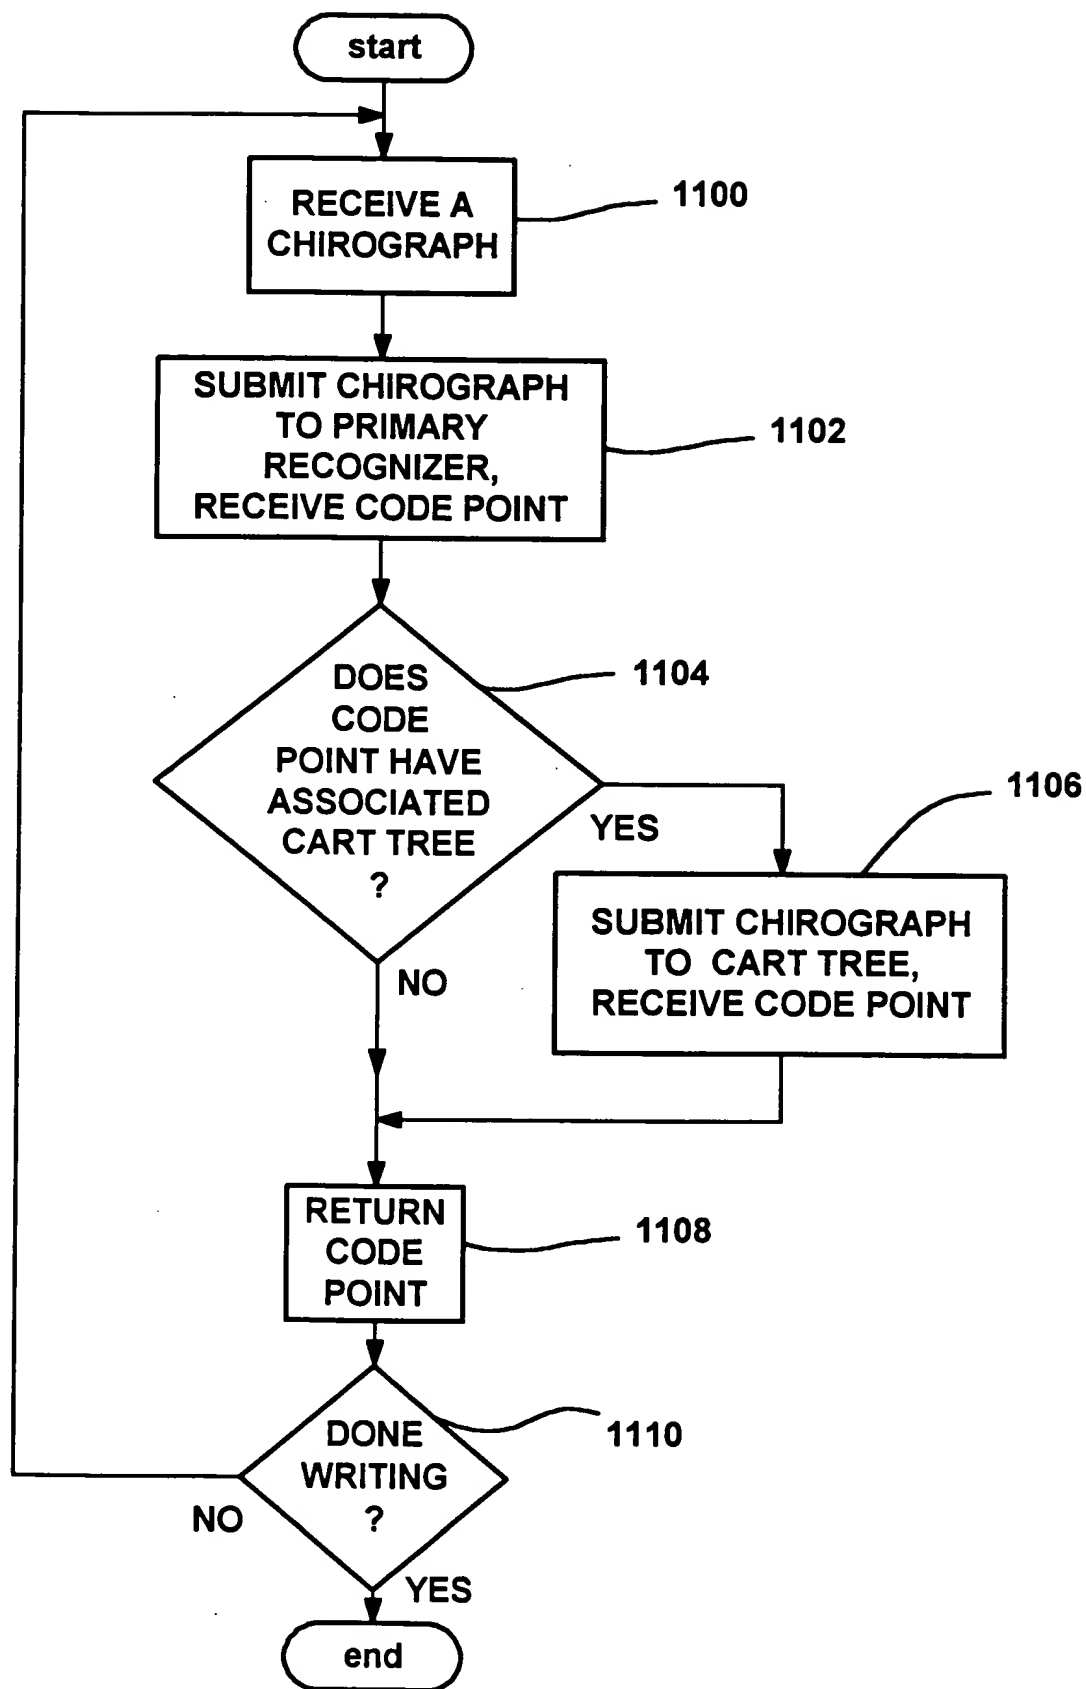 start
RECEIVE A
CHIROGRAPH
1100
SUBMIT CHIROGRAPH
TO PRIMARY
RECOGNIZER,
RECEIVE CODE POINT
1102
DOES
CODE
POINT HAVE
ASSOCIATED
CART TREE
?
1104
YES
NO
1106
SUBMIT CHIROGRAPH
TO CART TREE,
RECEIVE CODE POINT
RETURN
CODE
POINT
1108
DONE
WRITING
?
1110
NO
YES
end